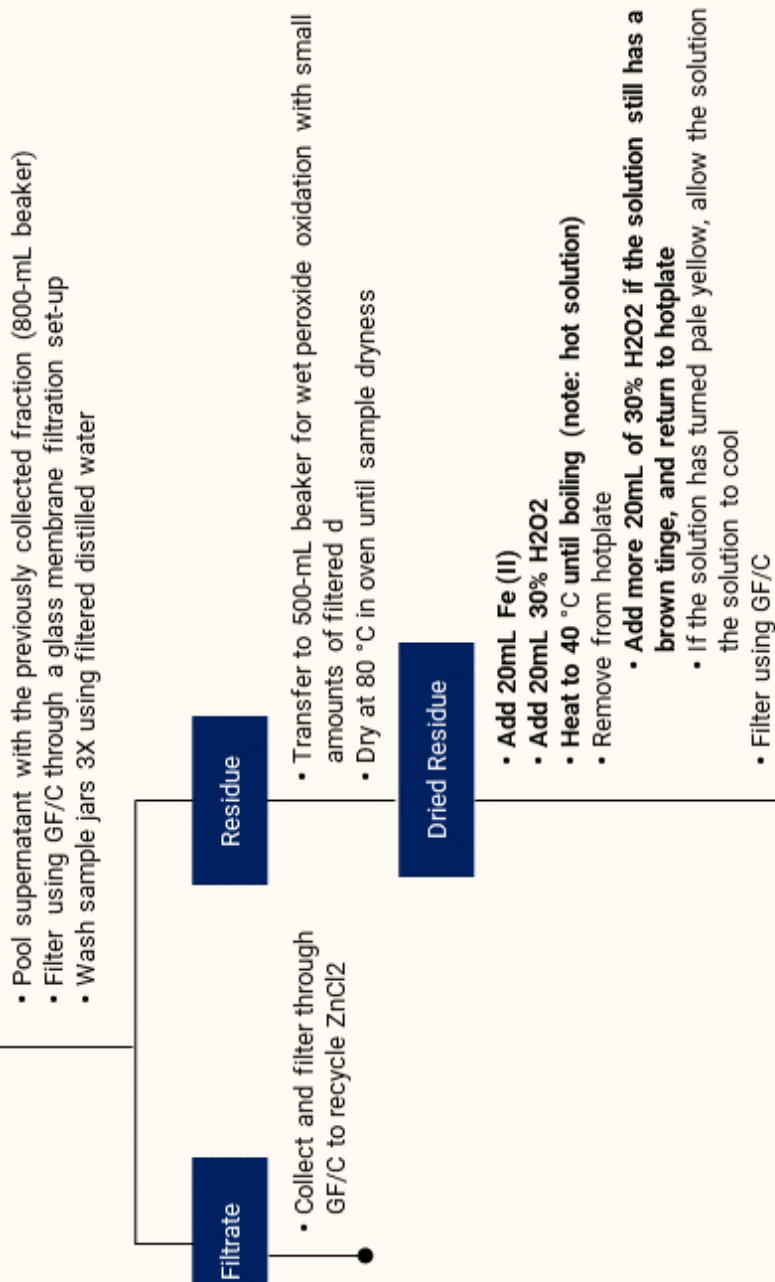 • Pool supernatant with the previously collected fraction (800-mL beaker)
• Filter using GF/C through a glass membrane filtration set-up
• Wash sample jars 3X using filtered distilled water
Filtrate
Residue
• Collect and filter through
GF/C to recycle ZnCl2
• Transfer to 500-mL beaker for wet peroxide oxidation with small
amounts of filtered d
• Dry at 80 °C in oven until sample dryness
Dried Residue
• Add 20mL Fe (II)
• Add 20mL 30% H2O2
• Heat to 40 °C until boiling (note: hot solution)
• Remove from hotplate
• Add more 20mL of 30% H2O2 if the solution still has a
brown tinge, and return to hotplate
• If the solution has turned pale yellow, allow the solution
the solution to cool
• Filter using GF/C